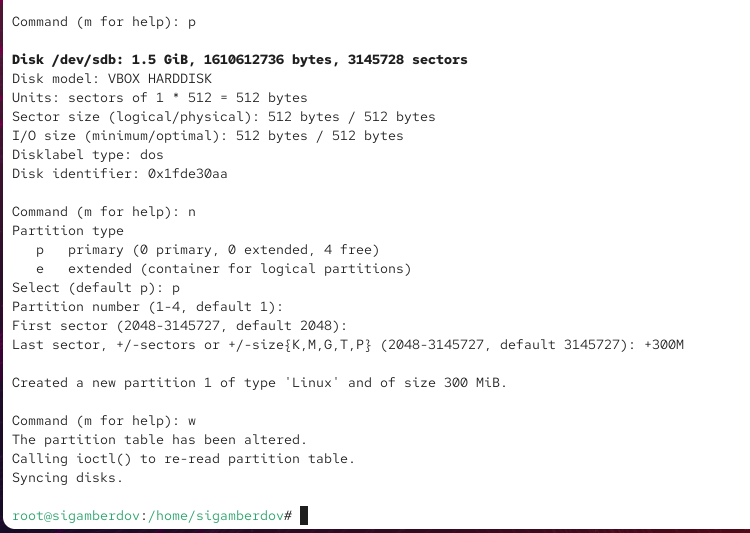 Command (m for help): p
Disk /dev/sdb: 1.5 GiB, 1610612736 bytes, 3145728 sectors
Disk model: VBOX HARDDISK
Units: sectors of 1 * 512 = 512 bytes
Sector size (logical/physical): 512 bytes / 512 bytes
I/O size (minimum/optimal): 512 bytes / 512 bytes
Disklabel type: dos
Disk identifier: 0x1fde30aa
Command (m for help): n
Partition type
p   primary (0 primary, 0 extended, 4 free)
e   extended (container for logical partitions)
Select (default p): p
Partition number (1-4, default 1):
First sector (2048-3145727, default 2048):
Last sector, +/-sectors or +/-size{K,M,G,T,P} (2048-3145727, default 3145727): +300M
Created a new partition 1 of type 'Linux' and of size 300 MiB.
Command (m for help): w
The partition table has been altered.
Calling ioctl() to re-read partition table.
Syncing disks.
root@sigamberdov:/home/sigamberdov#